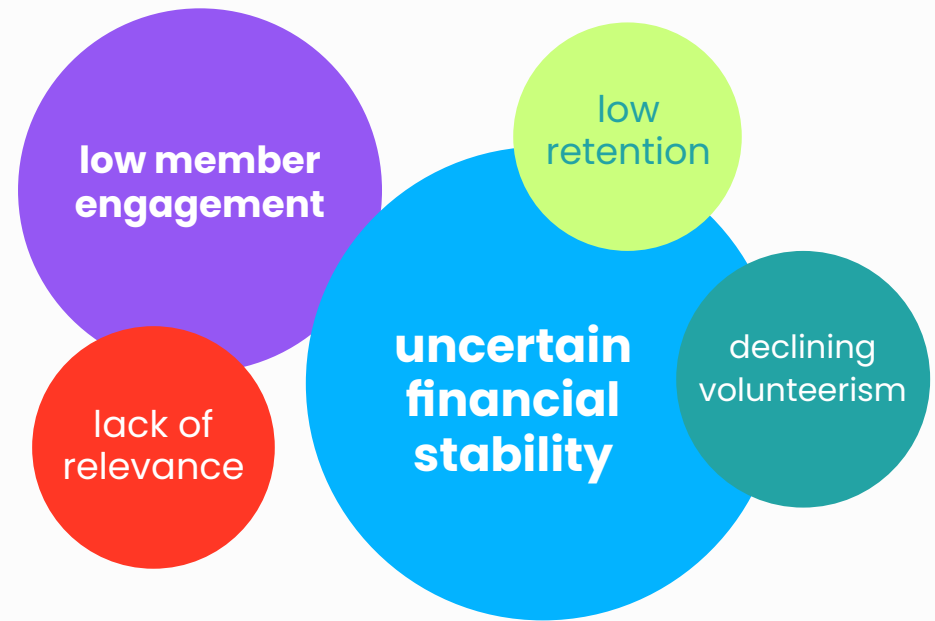 low member
engagement
low
retention
uncertain
financial
stability
declining
volunteerism
lack of
relevance